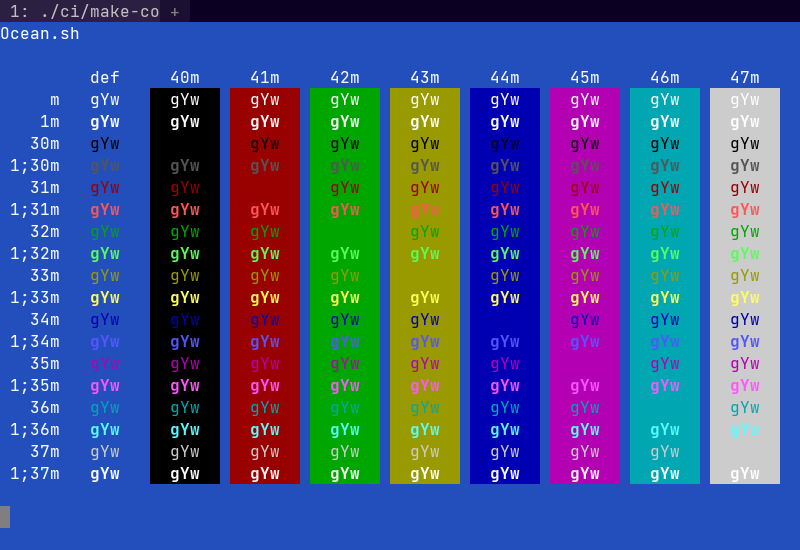 1: ./ci/make-co +
Ocean.sh
def 40m 41m 42m 43m 44m 45m 46m 47m
m gYw gYw gYw gYw gYw gYw gYw gYw gYw
1m gYw gYw gYw gYw gYw gYw gYw gYw gYw
30m gYw gYw gYw gYw gYw gYw gYw gYw
1;30m gYw gYw gYw gYw gYw gYw gYw gYw gYw
31m gYw gYw gYw gYw gYw gYw gYw gYw
1;31m gYw gYw gYw gYw gYw gYw gYw gYw gYw
32m gYw gYw gYw gYw gYw gYw gYw gYw
1;32m gYw gYw gYw gYw gYw gYw gYw gYw gYw
33m gYw gYw gYw gYw gYw gYw gYw gYw
1;33m gYw gYw gYw gYw gYw gYw gYw gYw gYw
34m gYw gYw gYw gYw gYw gYw gYw gYw
1;34m gYw gYw gYw gYw gYw gYw gYw gYw gYw
35m gYw gYw gYw gYw gYw gYw gYw gYw
1;35m gYw gYw gYw gYw gYw gYw gYw gYw gYw
36m gYw gYw gYw gYw gYw gYw gYw gYw
1;36m gYw gYw gYw gYw gYw gYw gYw gYw gYw
37m gYw gYw gYw gYw gYw gYw gYw gYw
1;37m gYw gYw gYw gYw gYw gYw gYw gYw gYw